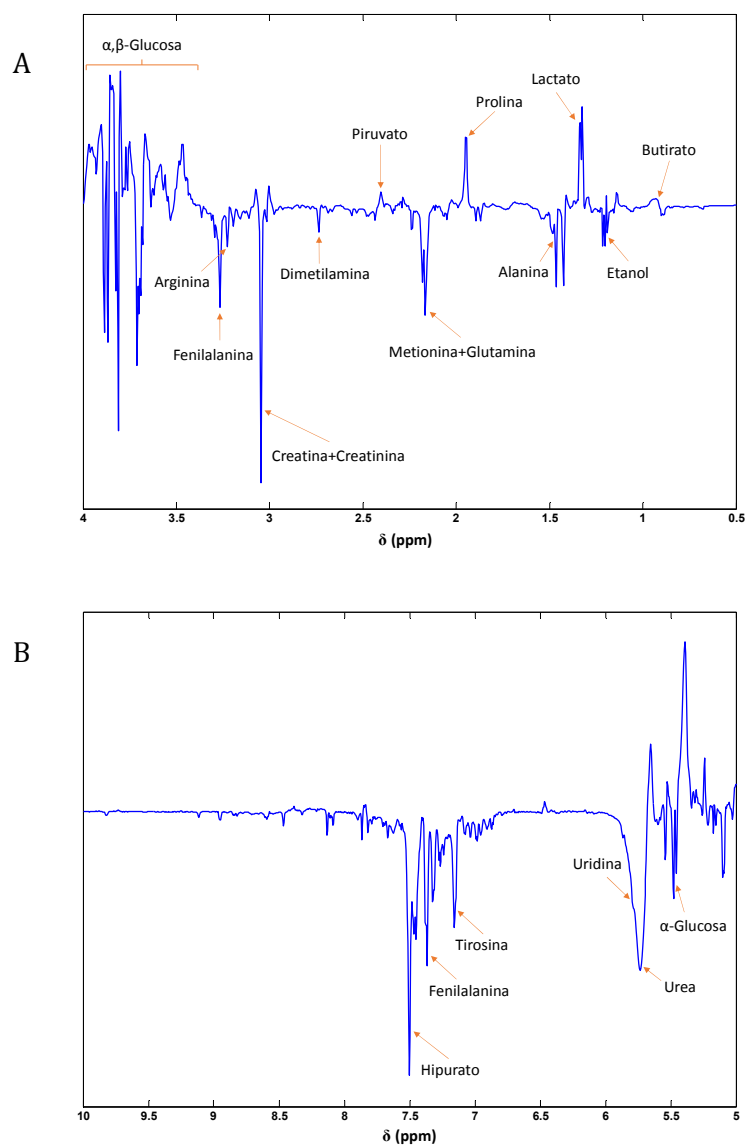 A
α,β-Glucosa
Lactato
Prolina
Piruvato
Butirato
Arginina
Dimetilamina
Alanina
Etanol
Fenilalanina
Metionina+Glutamina
Creatina+Creatinina
4 3.5 3 2.5 2 1.5 1 0.5
δ (ppm)
B
Uridina
α-Glucosa
Tirosina
Urea
Fenilalanina
Hipurato
10 9.5 9 8.5 8 7.5 7 6.5 6 5.5 5
δ (ppm)